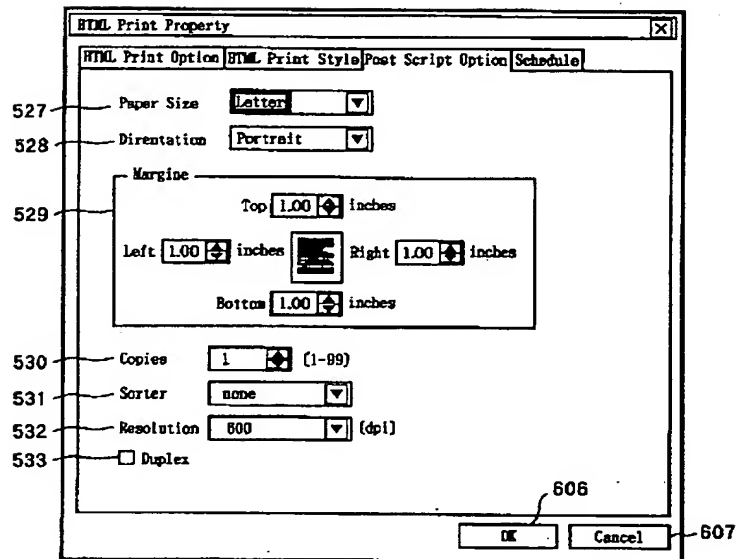 HTML Print Property
HTML Print Option HTML Print Style Post Script Option Schedule
527 Paper Size Letter
528 Dirontation Portrait
Margine
529 Top 1.00 inches
Left 1.00 inches Right 1.00 inches
Bottom 1.00 inches
530 Copies 1 (1-99)
531 Sorter none
532 Resolution 600 [dpi]
533 Duplex
606
OK Cancel 607